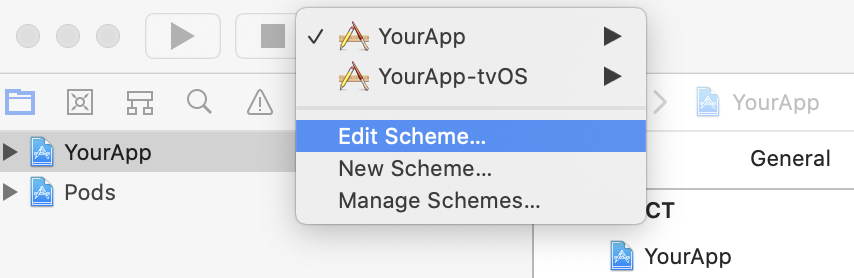 YourApp
YourApp-tvOS
Edit Scheme...
New Scheme...
Manage Schemes...
YourApp
Pods
YourApp
General
CT
YourApp